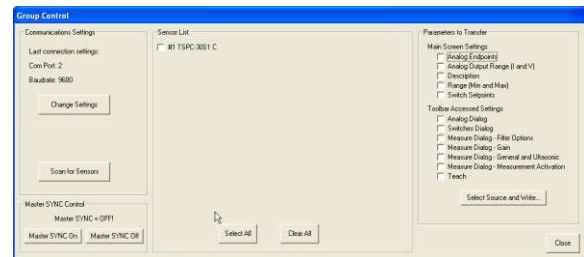 Group Control
Communications Settings
Last connection settings:
Com Port: 2
Baudrate: 9600
Change Settings
Scan for Sensors
Master SYNC Control
Master SYNC = OFF!
Master SYNC On
Master SYNC Off
Sensor List
#1 TSPC-30S1 C
Select All
Clear All
Parameters to Transfer
Main Screen Settings
Analog Endpoints
Analog Output Range (I and V)
Description
Range (Min and Max)
Switch Setpoints
Toolbar Accessed Settings
Analog Dialog
Switches Dialog
Measure Dialog - Filter Options
Measure Dialog - Gain
Measure Dialog - General and Ultrasonic
Measure Dialog - Measurement Activation
Teach
Select Source and Write...
Close